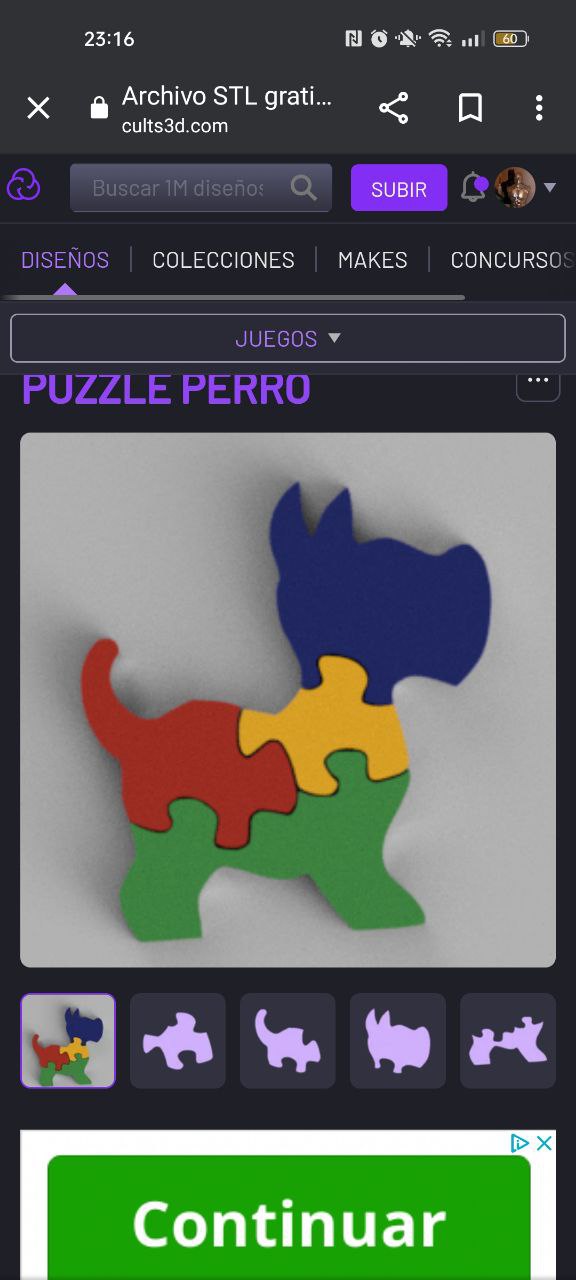 23:16
60
Archivo STL grati...
cults3d.com
Buscar 1M diseños
SUBIR
DISEÑOS
COLECCIONES
MAKES
CONCURSOS
JUEGOS
PUZZLE PERRO
Continuar